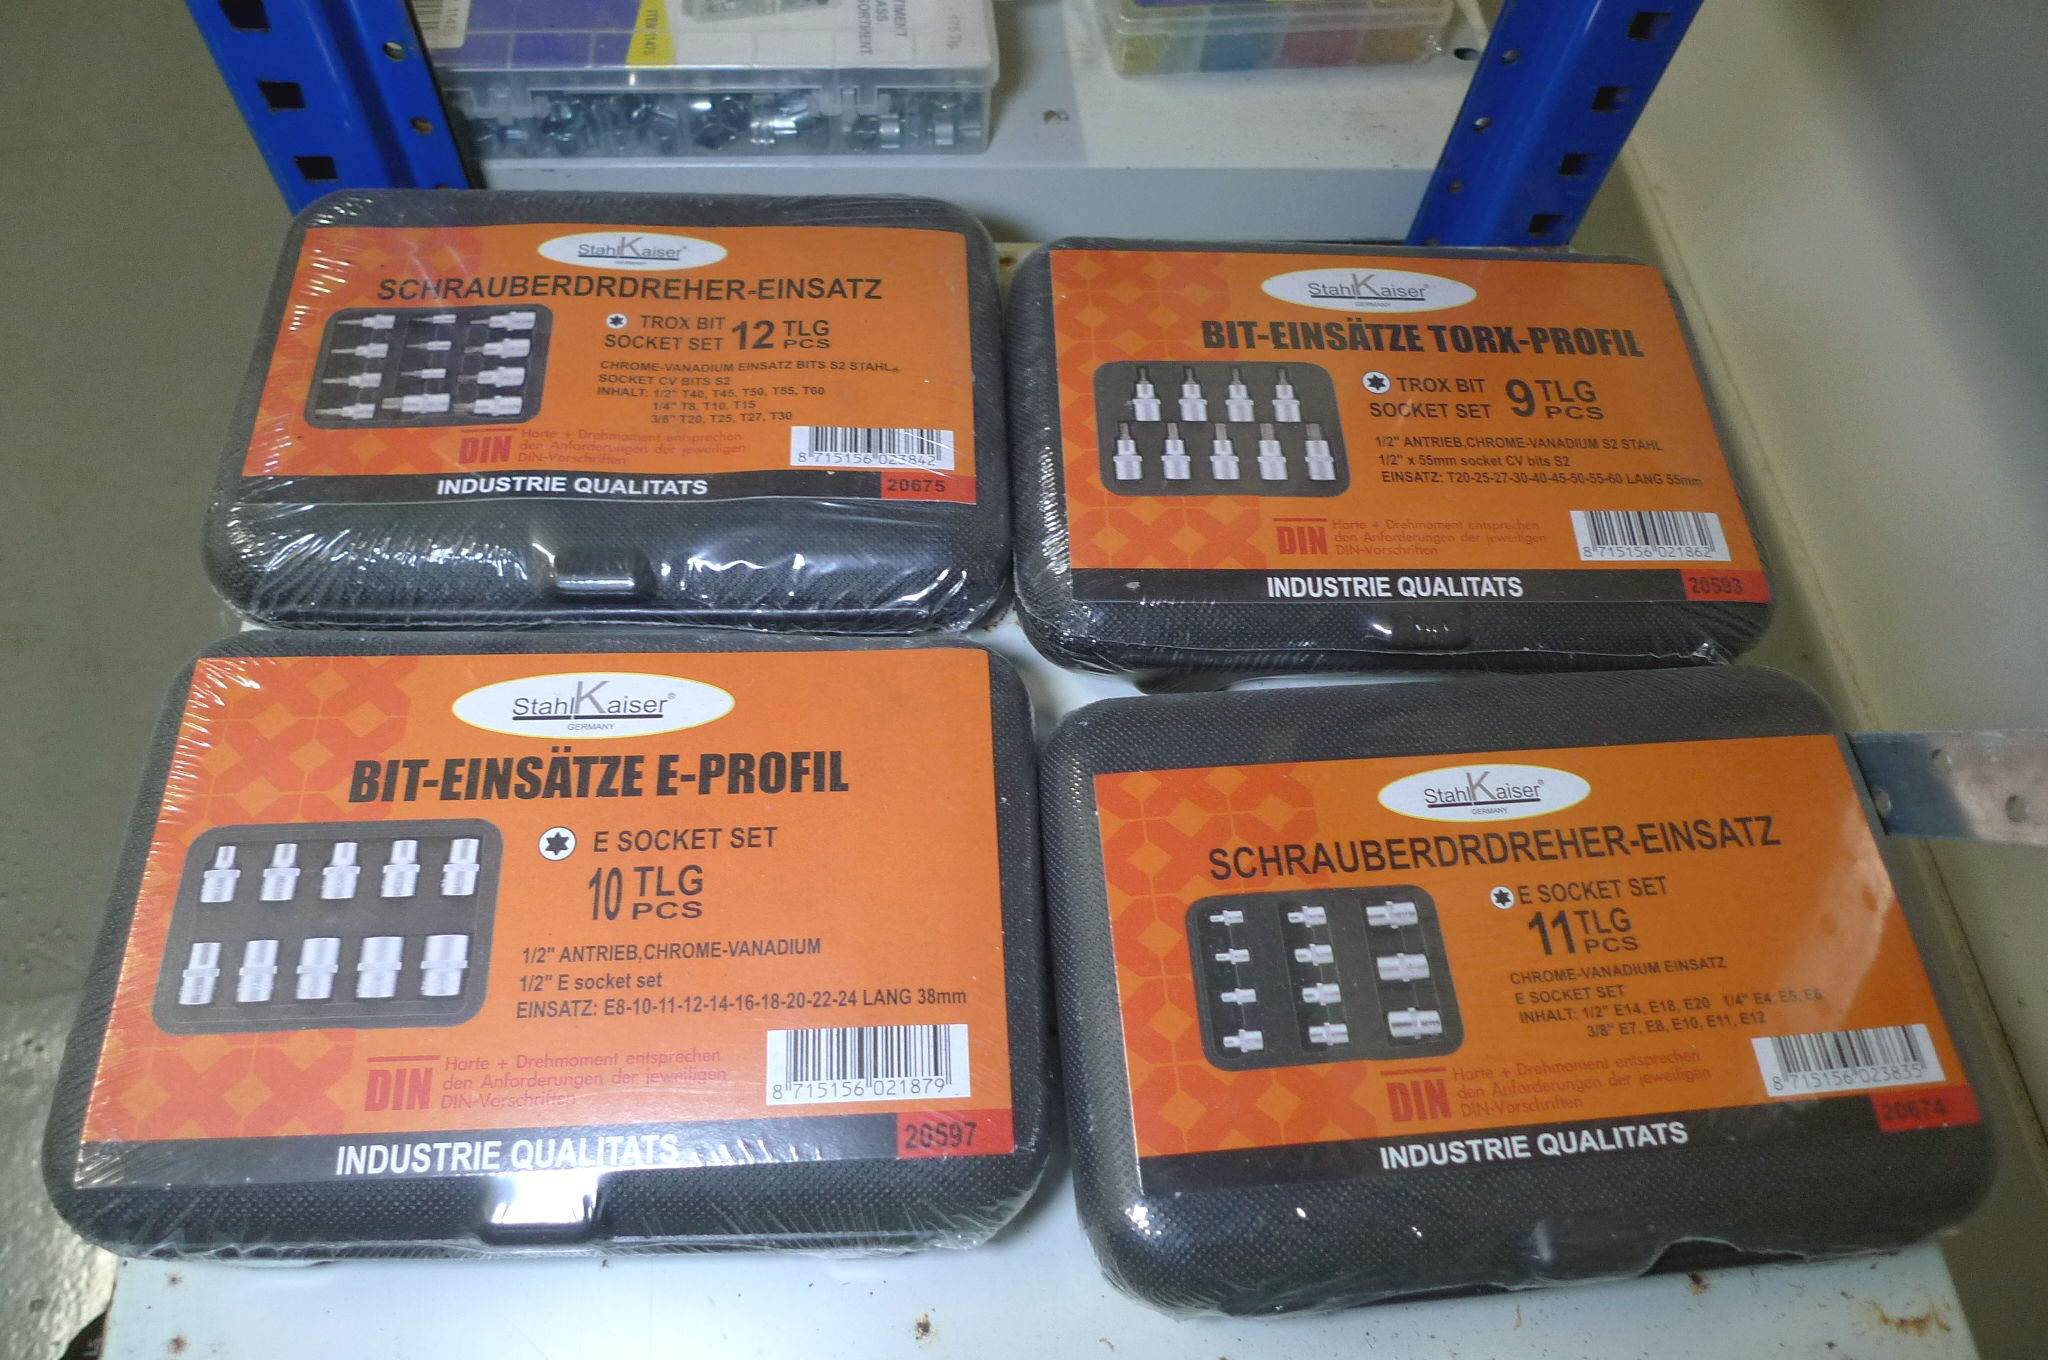 ITEN 11475
TIMENT
ASS
ORTMENT
175 Tlg
StahlKaiser®
GERMANY
SCHRAUBERDRDREHER-EINSATZ
TROX BIT
SOCKET SET
12 TLG
PCS
CHROME-VANADIUM EINSATZ BITS S2 STAHL.
SOCKET CV BITS S2
INHALT: 1/2" T40, T45, T50, T55, T60
1/4" T8, T10, T15
3/8" T20, T25, T27, T30
DIN
Harte + Drehmoment entsprechen
den Anforderungen der jeweiligen
DIN-Vorschriften
8 715156 023842
INDUSTRIE QUALITATS
20675
StahlKaiser®
GERMANY
BIT-EINSÄTZE TORX-PROFIL
TROX BIT
SOCKET SET
9 TLG
PCS
1/2" ANTRIEB,CHROME-VANADIUM S2 STAHL
1/2" x 55mm socket CV bits S2
EINSATZ: T20-25-27-30-40-45-50-55-60 LANG 55mm
DIN
Harte + Drehmoment entsprechen
den Anforderungen der jeweiligen
DIN-Vorschriften
8 715156 021862
INDUSTRIE QUALITATS
20593
StahlKaiser®
GERMANY
BIT-EINSÄTZE E-PROFIL
E SOCKET SET
10 TLG
PCS
1/2" ANTRIEB,CHROME-VANADIUM
1/2" E socket set
EINSATZ: E8-10-11-12-14-16-18-20-22-24 LANG 38mm
DIN
Harte + Drehmoment entsprechen
den Anforderungen der jeweiligen
DIN-Vorschriften
8 715156 021879
INDUSTRIE QUALITATS
20597
StahlKaiser®
GERMANY
SCHRAUBERDRDREHER-EINSATZ
E SOCKET SET
11 TLG
PCS
CHROME-VANADIUM EINSATZ
E SOCKET SET
INHALT: 1/2" E14, E18, E20 1/4" E4, E5, E6
3/8" E7, E8, E10, E11, E12
DIN
Harte + Drehmoment entsprechen
den Anforderungen der jeweiligen
DIN-Vorschriften
8 715156 023835
INDUSTRIE QUALITATS
20674